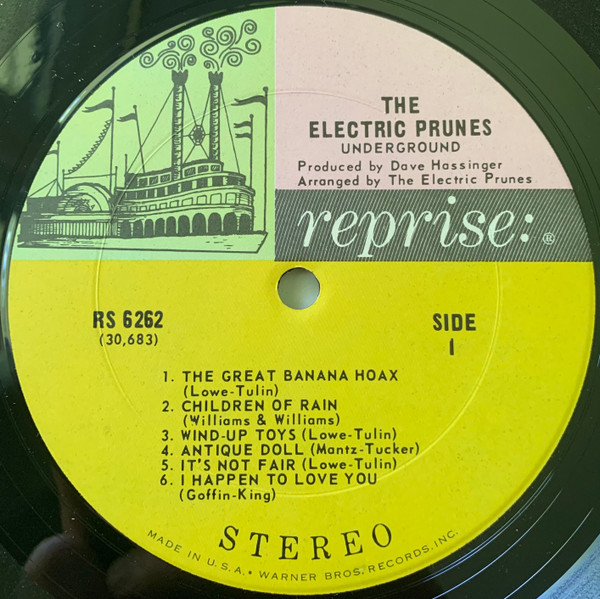 THE
ELECTRIC PRUNES
UNDERGROUND
Produced by Dave Hassinger
Arranged by The Electric Prunes
reprise: ®
RS 6262
(30,683)
SIDE
1
1. THE GREAT BANANA HOAX
(Lowe-Tulin)
2. CHILDREN OF RAIN
(Williams & Williams)
3. WIND-UP TOYS (Lowe-Tulin)
4. ANTIQUE DOLL (Mantz-Tucker)
5. IT'S NOT FAIR (Lowe-Tulin)
6. I HAPPEN TO LOVE YOU
(Goffin-King)
STEREO
MADE IN U.S.A. • WARNER BROS. RECORDS, INC.